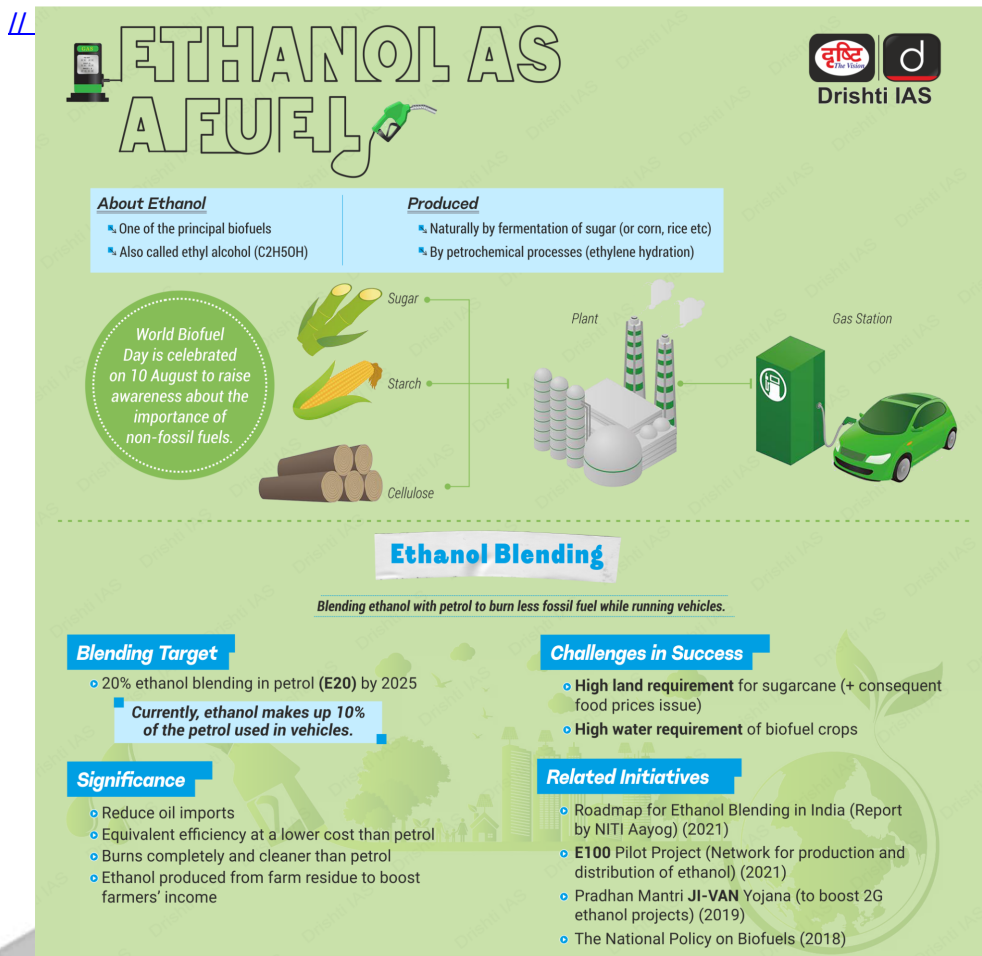 //
ETHANOL AS
A FUEL
दृष्टि
The Vision
d
Drishti IAS
About Ethanol
One of the principal biofuels
Also called ethyl alcohol (C2H5OH)
Produced
Naturally by fermentation of sugar (or corn, rice etc)
By petrochemical processes (ethylene hydration)
World Biofuel
Day is celebrated
on 10 August to raise
awareness about the
importance of
non-fossil fuels.
Sugar
Starch
Cellulose
Plant
Gas Station
Ethanol Blending
Blending ethanol with petrol to burn less fossil fuel while running vehicles.
Blending Target
20% ethanol blending in petrol (E20) by 2025
Currently, ethanol makes up 10%
of the petrol used in vehicles.
Significance
Reduce oil imports
Equivalent efficiency at a lower cost than petrol
Burns completely and cleaner than petrol
Ethanol produced from farm residue to boost
farmers' income
Challenges in Success
High land requirement for sugarcane (+ consequent
food prices issue)
High water requirement of biofuel crops
Related Initiatives
Roadmap for Ethanol Blending in India (Report
by NITI Aayog) (2021)
E100 Pilot Project (Network for production and
distribution of ethanol) (2021)
Pradhan Mantri JI-VAN Yojana (to boost 2G
ethanol projects) (2019)
The National Policy on Biofuels (2018)